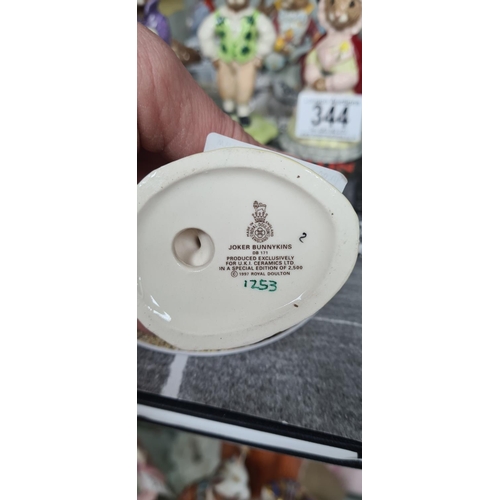 344
JOKER BUNNYKINS
DB 171
PRODUCED EXCLUSIVELY
FOR U.K.I. CERAMICS LTD.
IN A SPECIAL EDITION OF 2,500
© 1997 ROYAL DOULTON
1253